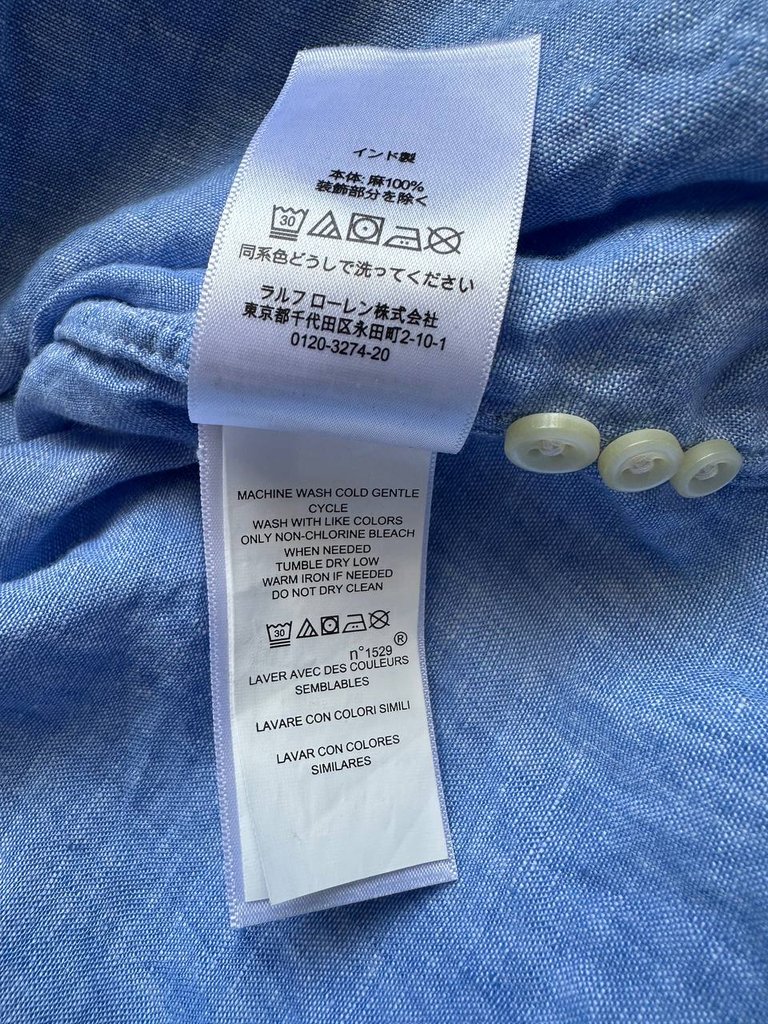 インド製
本体: 麻100%
装飾部分を除く
30
同系色どうしで洗ってください
ラルフ ローレン株式会社
東京都千代田区永田町2-10-1
0120-3274-20
MACHINE WASH COLD GENTLE
CYCLE
WASH WITH LIKE COLORS
ONLY NON-CHLORINE BLEACH
WHEN NEEDED
TUMBLE DRY LOW
WARM IRON IF NEEDED
DO NOT DRY CLEAN
30
n°1529®
LAVER AVEC DES COULEURS
SEMBLABLES
LAVARE CON COLORI SIMILI
LAVAR CON COLORES
SIMILARES